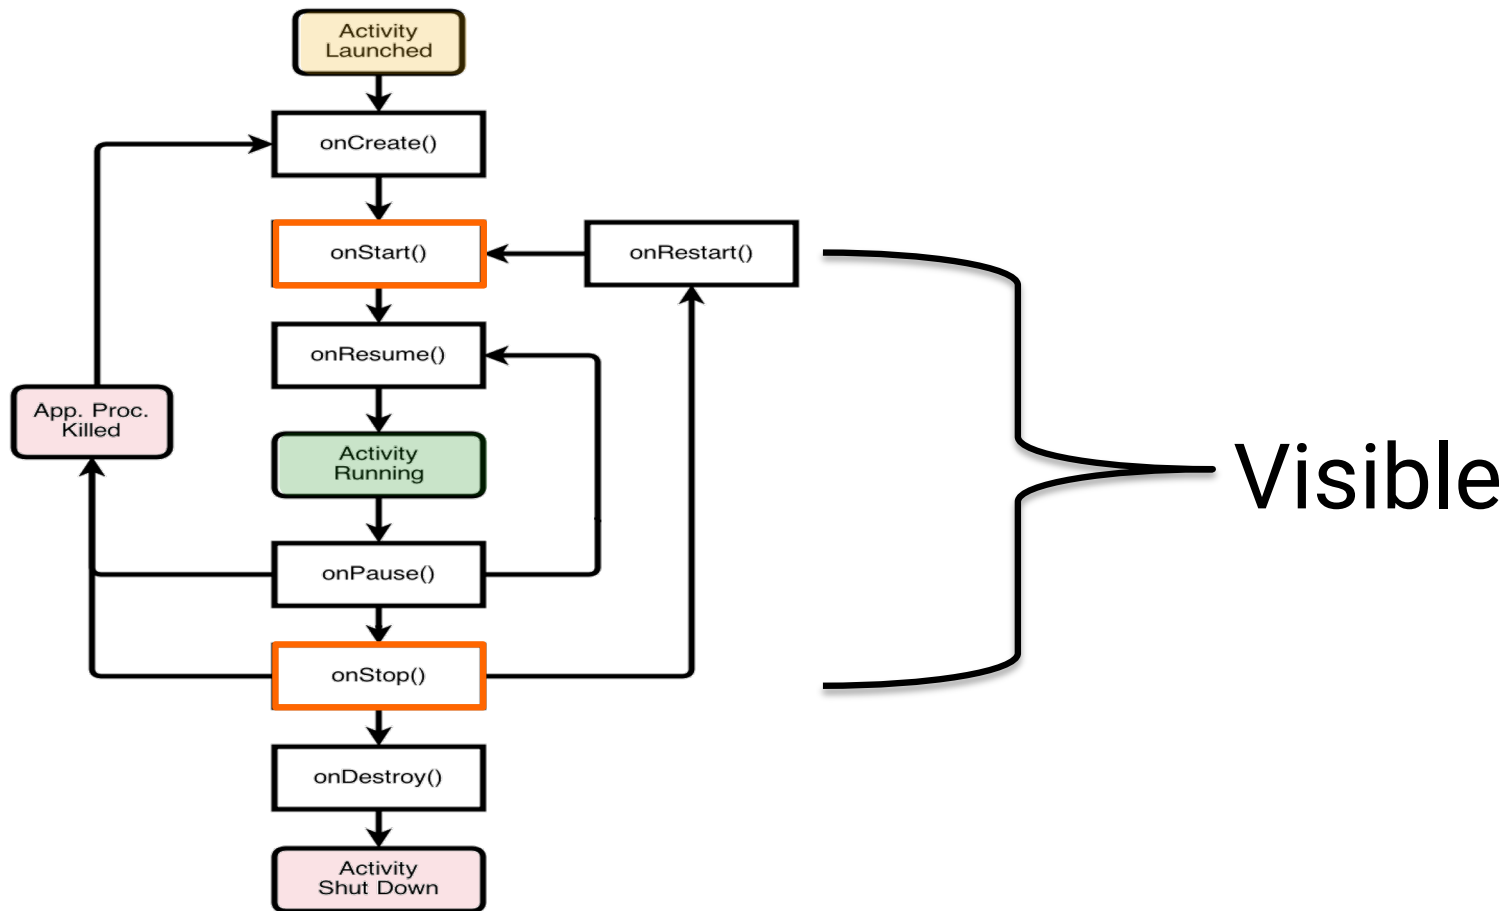 Activity
Launched
onCreate()
onStart()
onRestart()
onResume()
App. Proc.
Killed
Activity
Running
Visible
onPause()
onStop()
onDestroy()
Activity
Shut Down